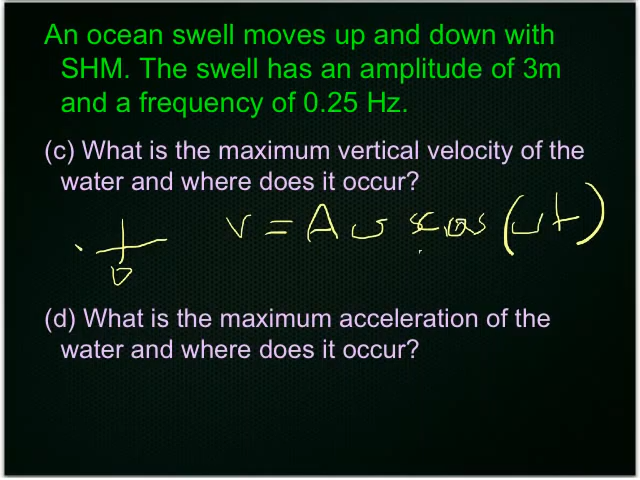 An ocean swell moves up and down with
SHM. The swell has an amplitude of 3m
and a frequency of 0.25 Hz.
(c) What is the maximum vertical velocity of the
water and where does it occur?
v = A ω cos (ωt)
0
(d) What is the maximum acceleration of the
water and where does it occur?